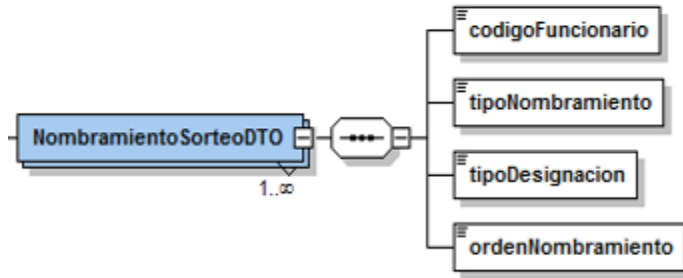 codigoFuncionario
tipoNombramiento
NombramientoSorteoDTO
1..∞
tipoDesignacion
ordenNombramiento